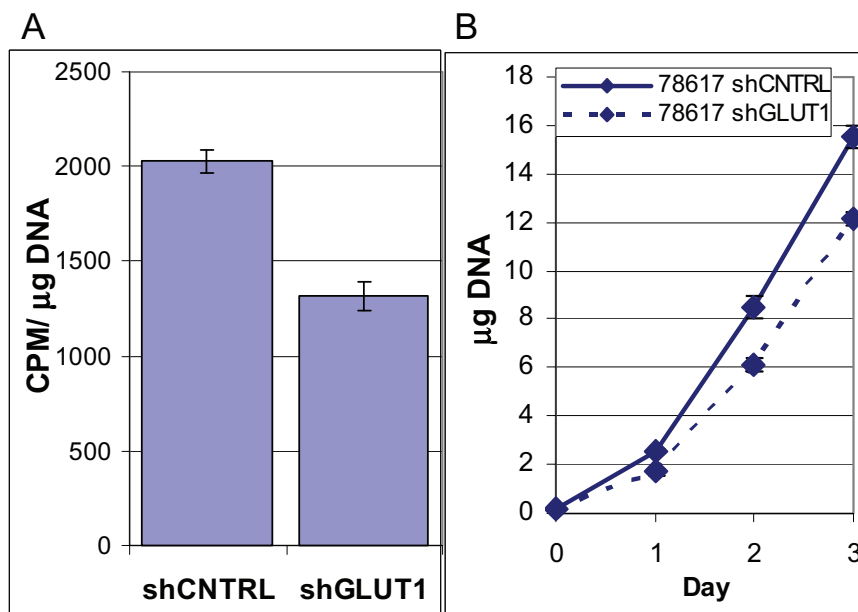 A
2500
2000
1500
1000
500
0
CPM/ µg DNA
shCNTRL shGLUT1
B
78617 shCNTRL
78617 shGLUT1
18
16
14
12
10
8
6
4
2
0
µg DNA
0 1 2 3
Day